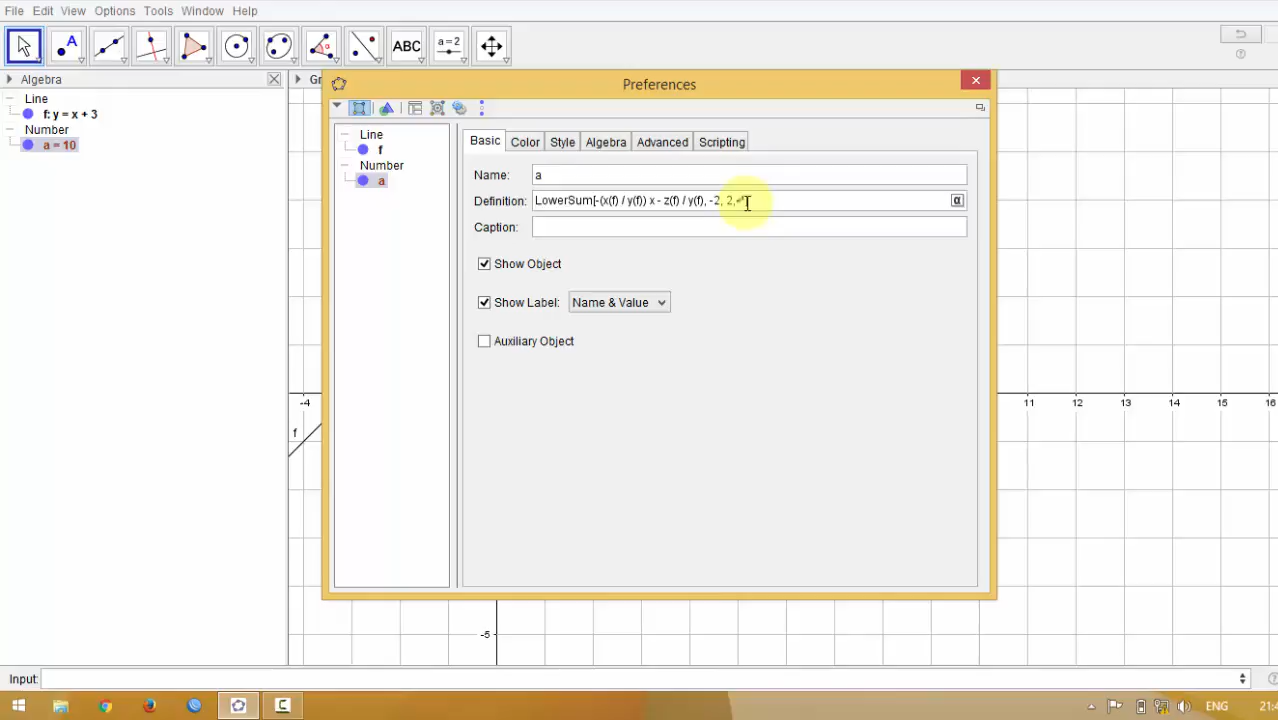 File Edit View Options Tools Window Help
ABC a=2
Algebra
Line
f: y = x + 3
Number
a = 10
Preferences
Line
f
Number
a
Basic Color Style Algebra Advanced Scripting
Name: a
Definition: LowerSum[-(x(f) / y(f)) x - z(f) / y(f), -2, 2,
α
Caption:
Show Object
Show Label: Name & Value
Auxiliary Object
-4 11 12 13 14 15 16
f
-5
Input:
ENG